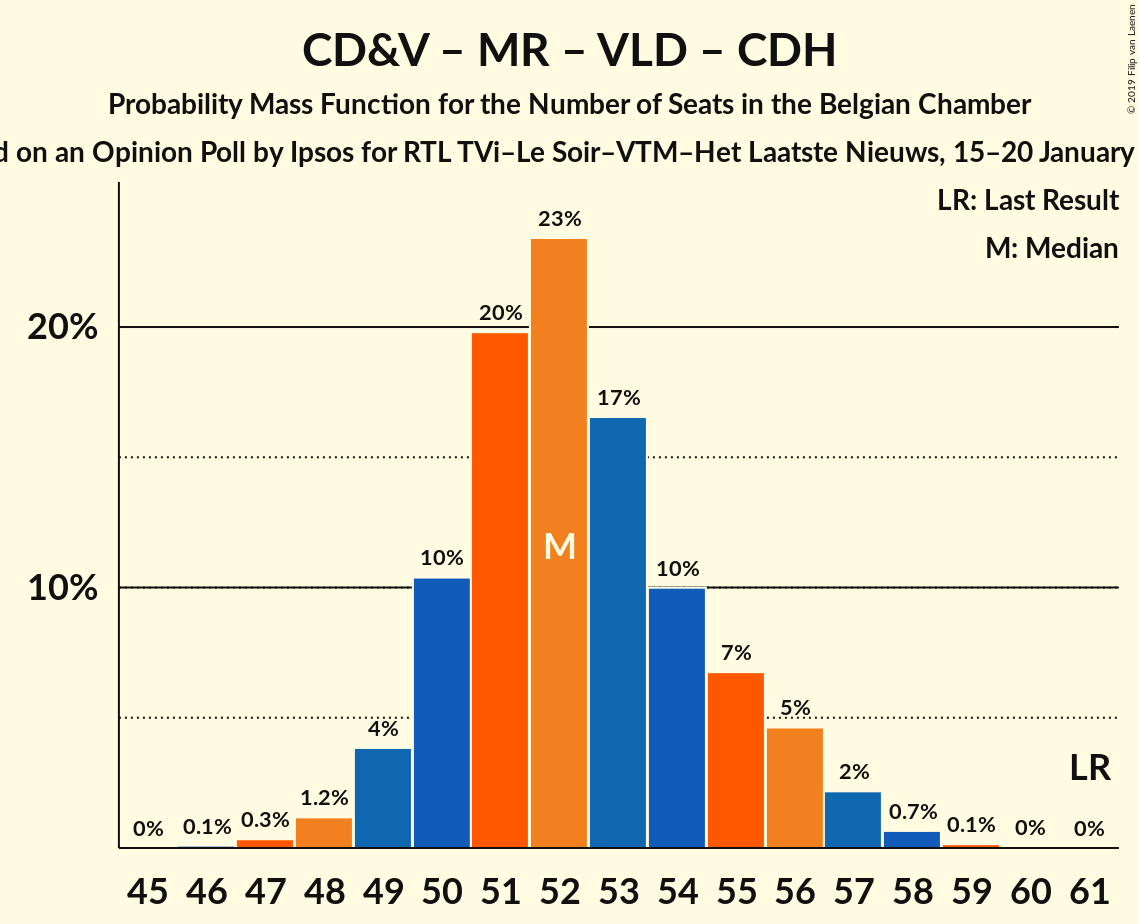 CD&V – MR – VLD – CDH
Probability Mass Function for the Number of Seats in the Belgian Chamber
on an Opinion Poll by Ipsos for RTL TVi–Le Soir–VTM–Het Laatste Nieuws, 15–20 January
© 2019 Filip van Laenen
LR: Last Result
M: Median
23%
20%
20%
17%
M
10%
10%
10%
7%
5%
4%
LR
2%
1.2%
0.7%
0% 0.1% 0.3%
0.1% 0% 0%
45 46 47 48 49 50 51 52 53 54 55 56 57 58 59 60 61